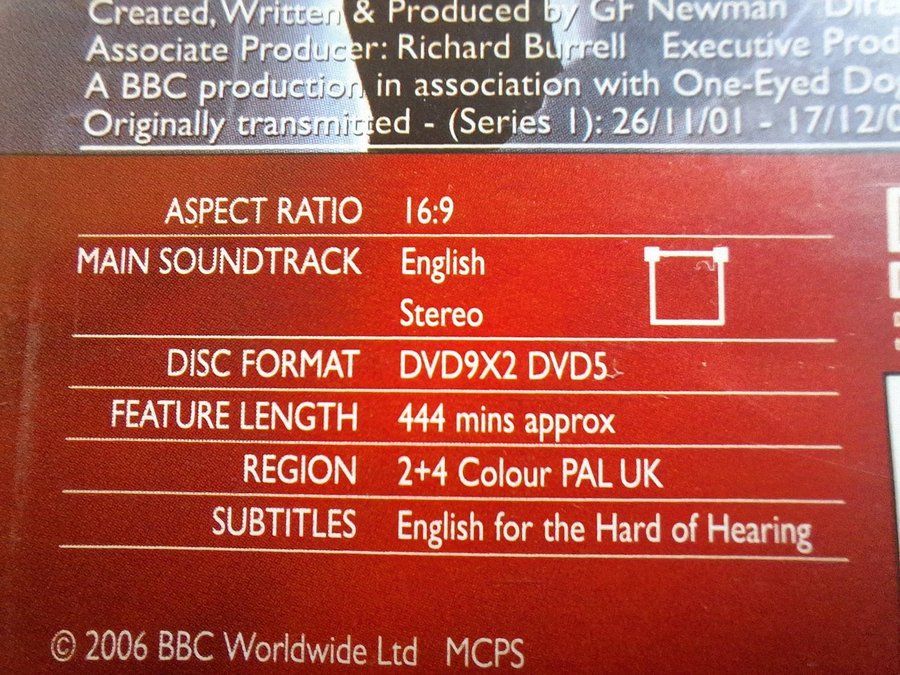 Created, Written & Produced by GF Newman
Associate Producer: Richard Burrell Executive
A BBC production in association with One-Eyed
Originally transmitted - (Series 1): 26/11/01 - 17/12/
ASPECT RATIO 16:9
MAIN SOUNDTRACK English
Stereo
DISC FORMAT DVD9X2 DVD5
FEATURE LENGTH 444 mins approx
REGION 2+4 Colour PAL UK
SUBTITLES English for the Hard of Hearing
© 2006 BBC Worldwide Ltd MCPS